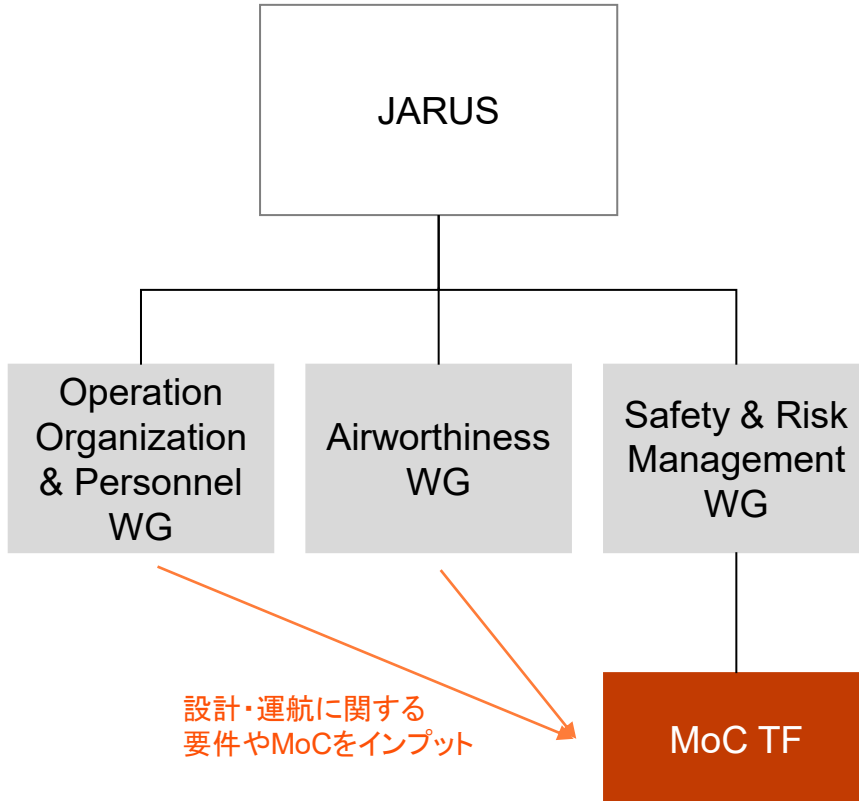 JARUS
Operation
Organization
& Personnel
WG
Airworthiness
WG
Safety & Risk
Management
WG
設計・運航に関する
要件やMoCをインプット
MoC TF